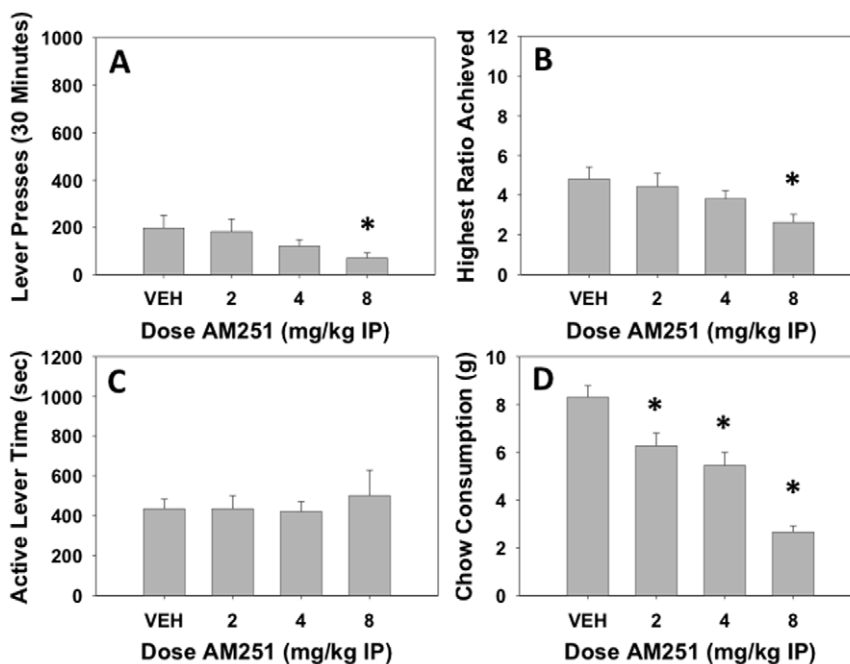 A
Lever Presses (30 Minutes)
1000
800
600
400
200
0
*
VEH 2 4 8
Dose AM251 (mg/kg IP)
B
Highest Ratio Achieved
12
10
8
6
4
2
0
*
VEH 2 4 8
Dose AM251 (mg/kg IP)
C
Active Lever Time (sec)
1200
1000
800
600
400
200
0
VEH 2 4 8
Dose AM251 (mg/kg IP)
D
Chow Consumption (g)
10
8
6
4
2
0
*
*
*
VEH 2 4 8
Dose AM251 (mg/kg IP)